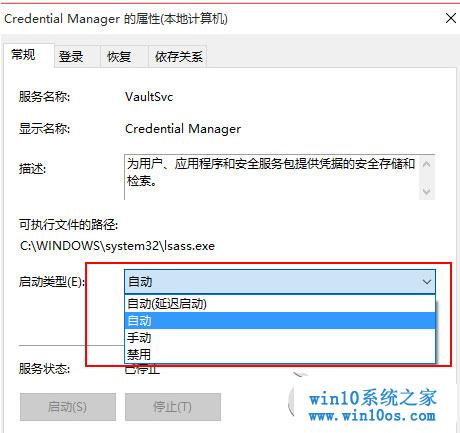 Credential Manager 的属性(本地计算机)
常规 登录 恢复 依存关系
服务名称: VaultSvc
显示名称: Credential Manager
描述: 为用户、应用程序和安全服务包提供凭据的安全存储和
检索。
可执行文件的路径:
C:\WINDOWS\system32\lsass.exe
启动类型(E): 自动
自动(延迟启动)
自动
手动
禁用
服务状态: 已停止
启动(S) 停止(T)
win10系统之家
www.win10os.com